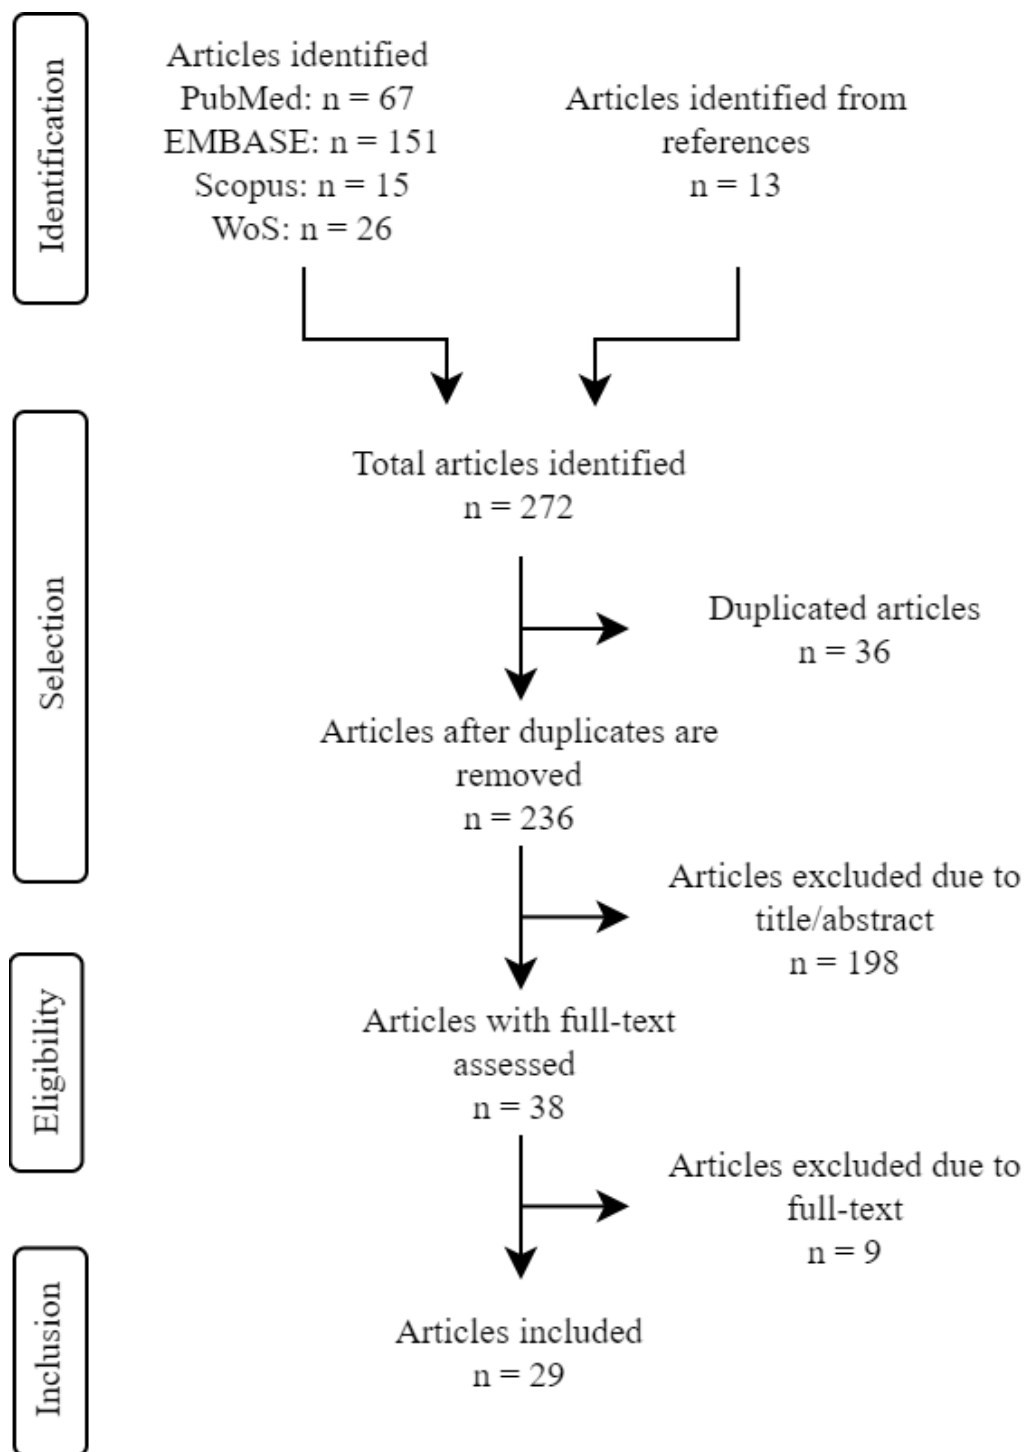 Identification
Articles identified
PubMed: n = 67
EMBASE: n = 151
Scopus: n = 15
WoS: n = 26
Articles identified from
references
n = 13
Selection
Total articles identified
n = 272
Duplicated articles
n = 36
Articles after duplicates are
removed
n = 236
Articles excluded due to
title/abstract
n = 198
Eligibility
Articles with full-text
assessed
n = 38
Articles excluded due to
full-text
n = 9
Inclusion
Articles included
n = 29